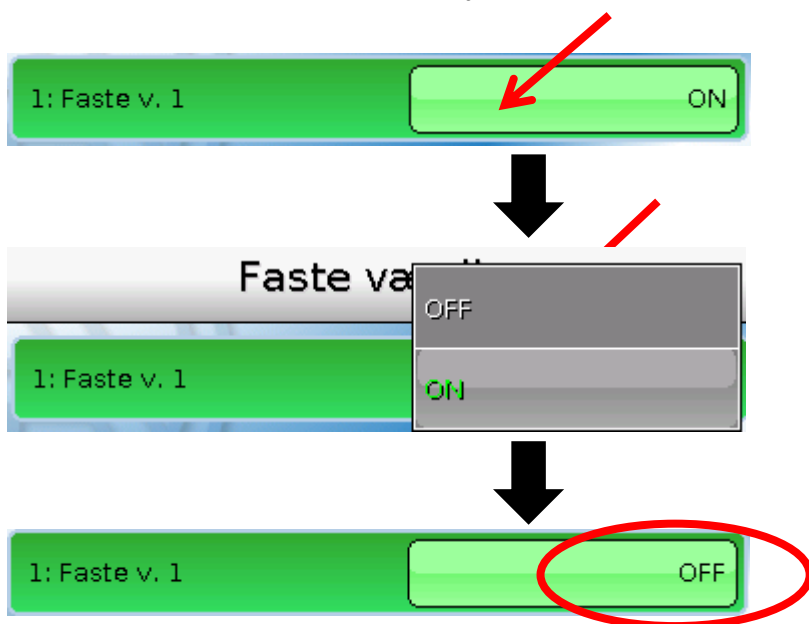 1: Faste v. 1 ON
Faste
OFF
1: Faste v. 1
ON
1: Faste v. 1 OFF